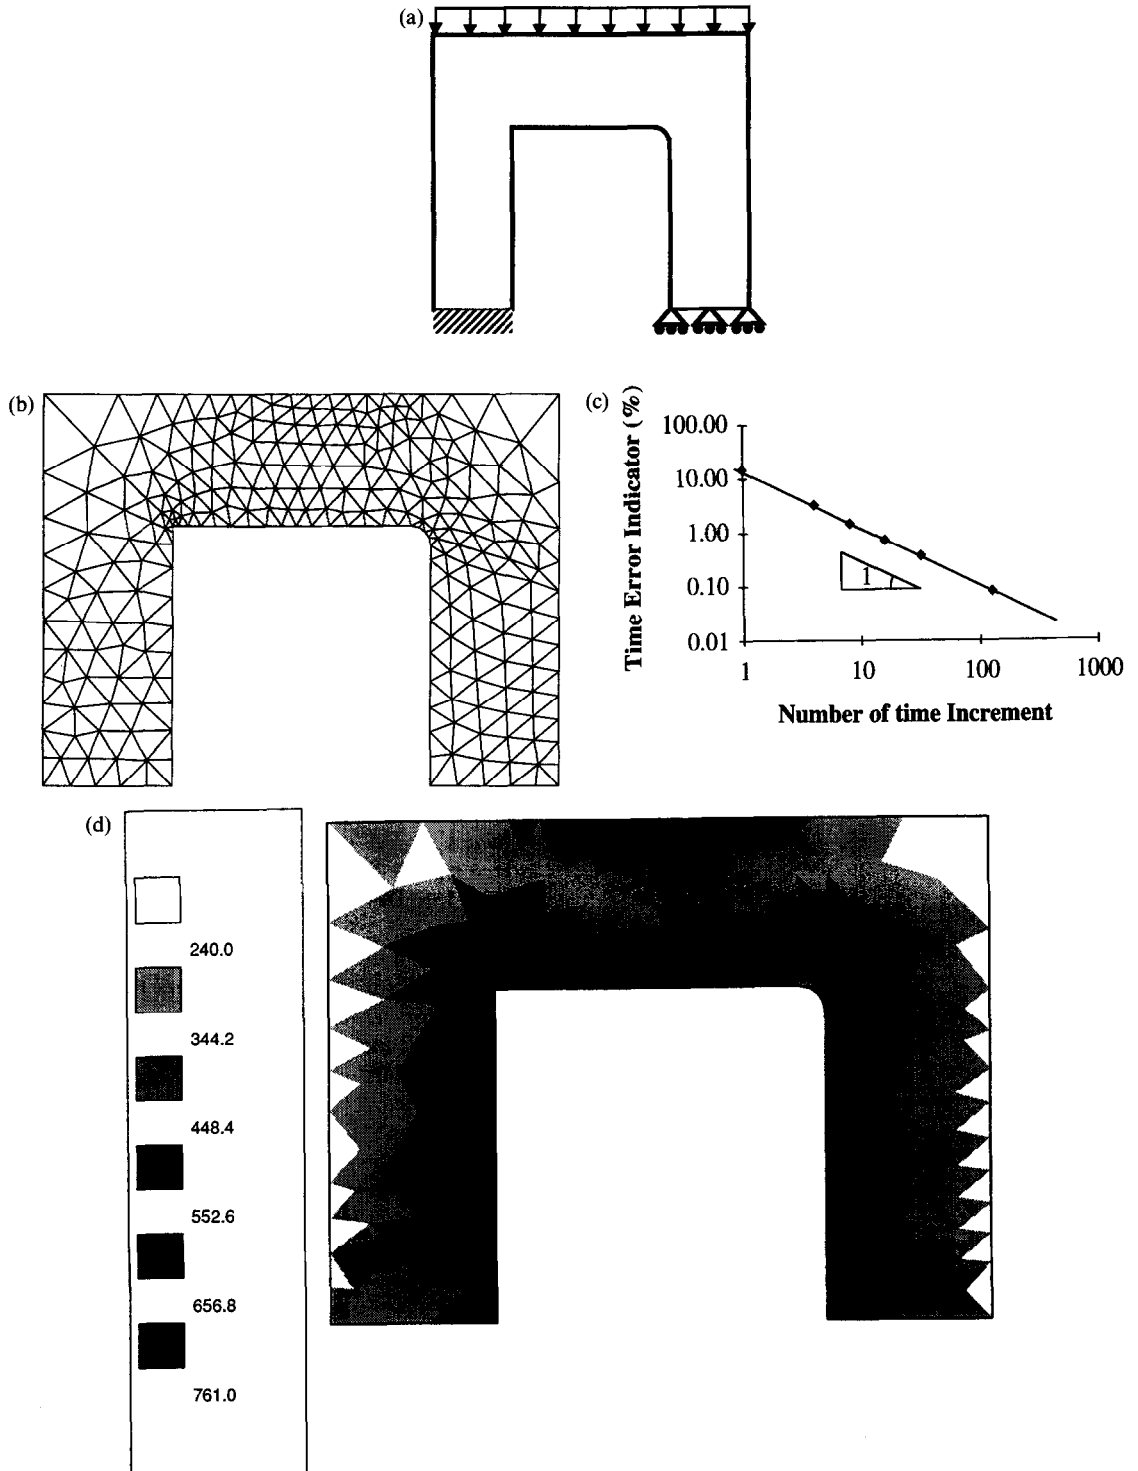 (a)
(b)
(c)
Time Error Indicator (%)
100.00
10.00
1.00
0.10
0.01
1
1
10
100
1000
Number of time Increment
(d)
240.0
344.2
448.4
552.6
656.8
761.0